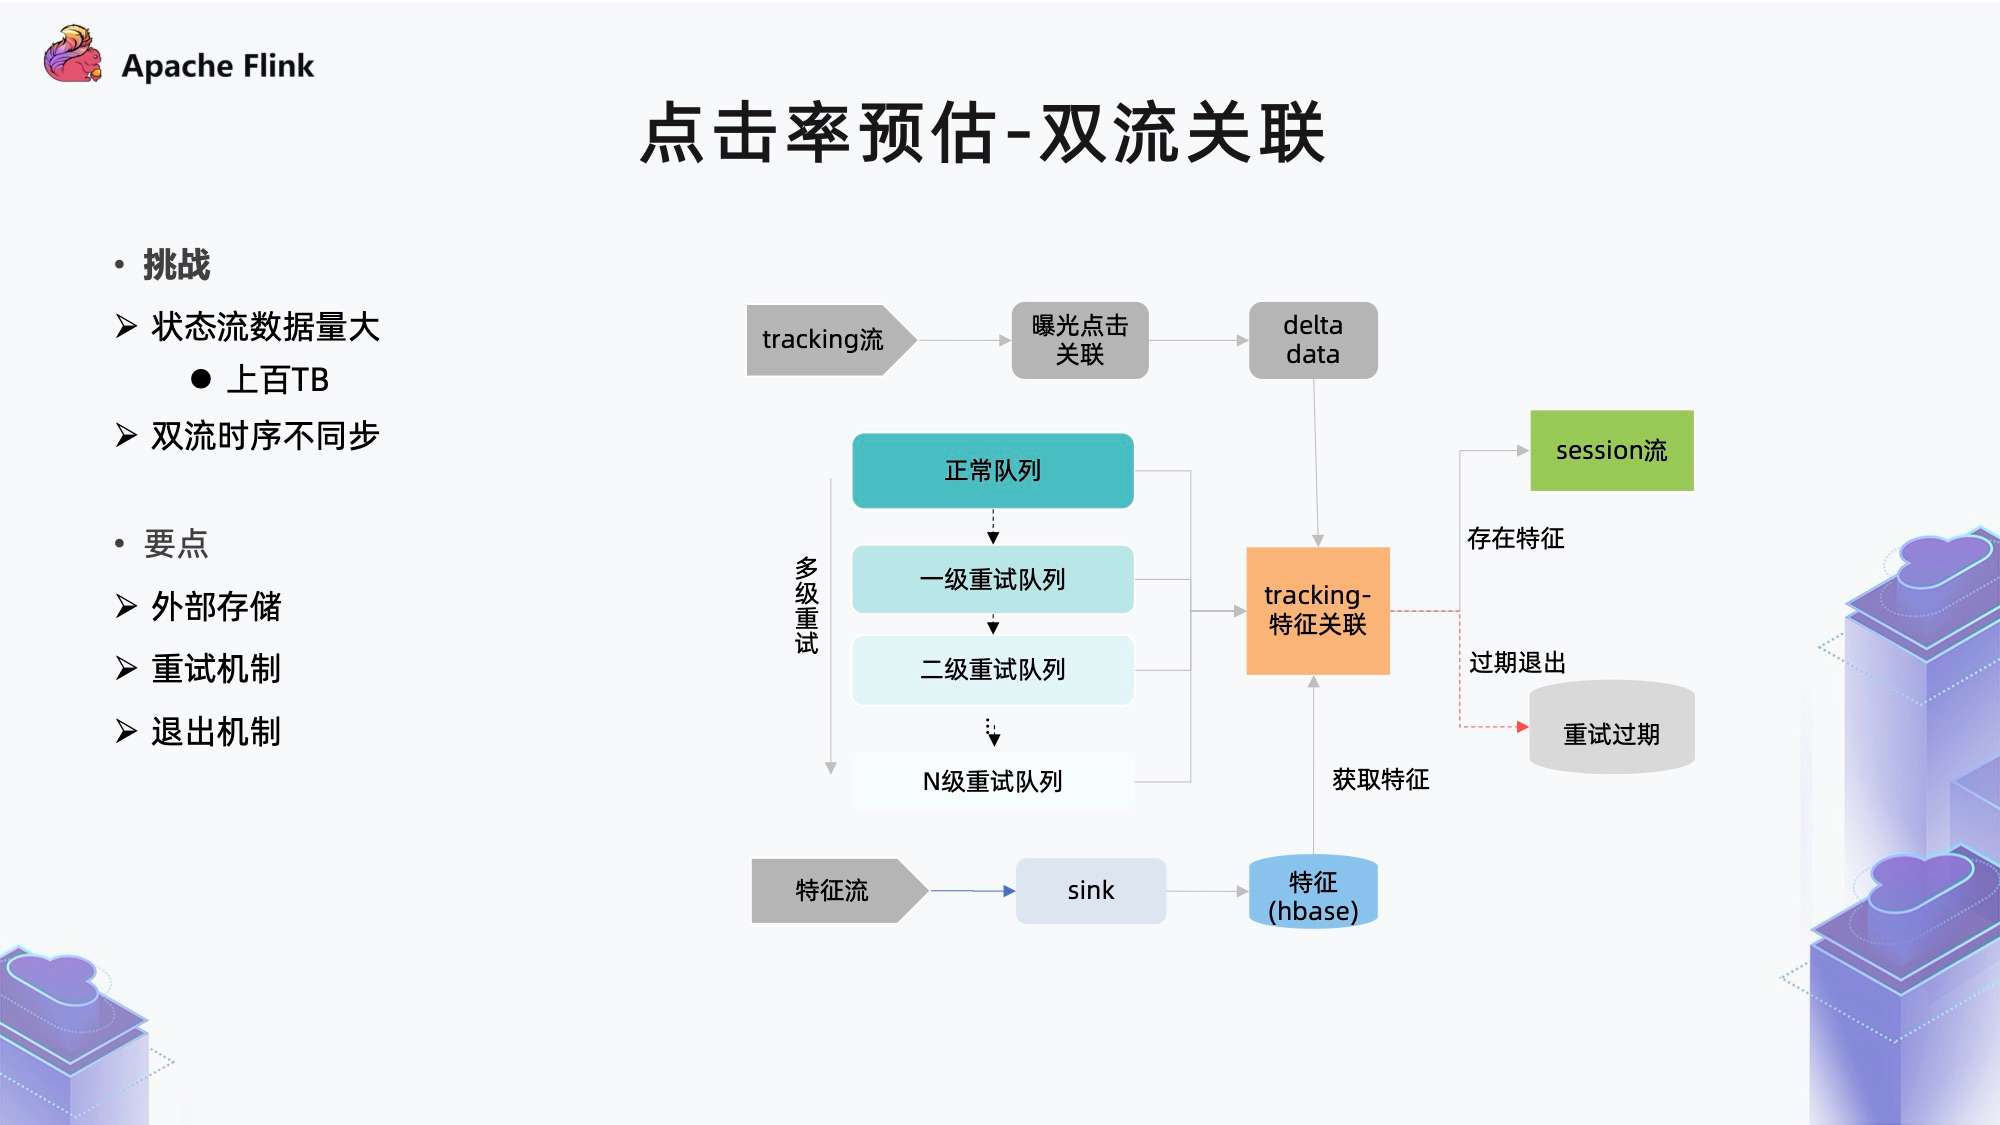 Apache Flink
点击率预估-双流关联
• 挑战
➢ 状态流数据量大
● 上百TB
➢ 双流时序不同步
• 要点
➢ 外部存储
➢ 重试机制
➢ 退出机制
tracking流
曝光点击
关联
delta
data
正常队列
一级重试队列
二级重试队列
N级重试队列
多级重试
tracking-
特征关联
session流
存在特征
过期退出
重试过期
获取特征
特征流
sink
特征
(hbase)